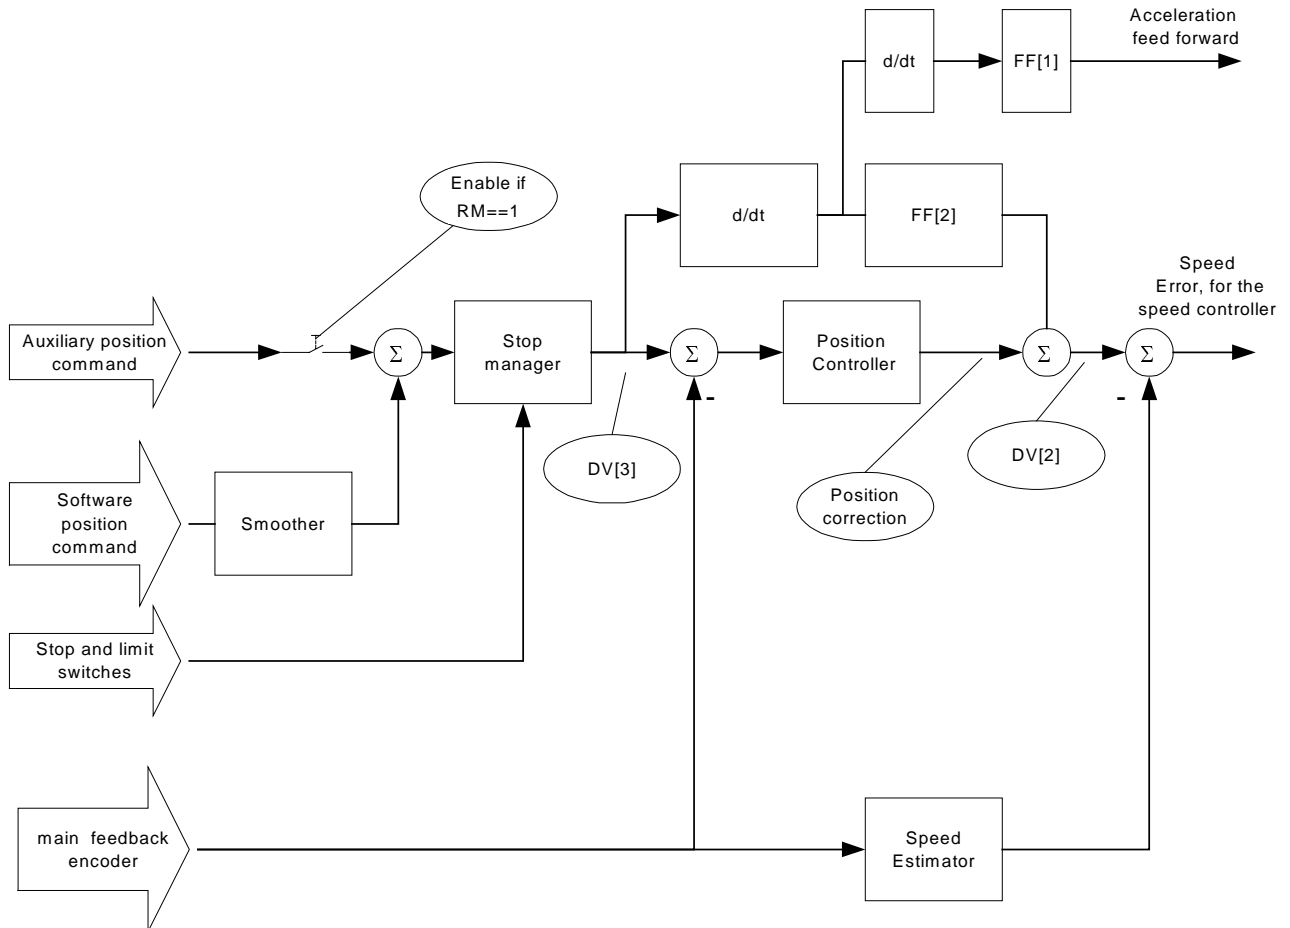 Acceleration
feed forward
d/dt
FF[1]
Enable if
RM==1
d/dt
FF[2]
Speed
Error, for the
speed controller
Auxiliary position
command
Σ
Stop
manager
Σ
Position
Controller
Σ
Σ
-
-
DV[3]
DV[2]
Position
correction
Software
position
command
Smoother
Stop and limit
switches
main feedback
encoder
Speed
Estimator